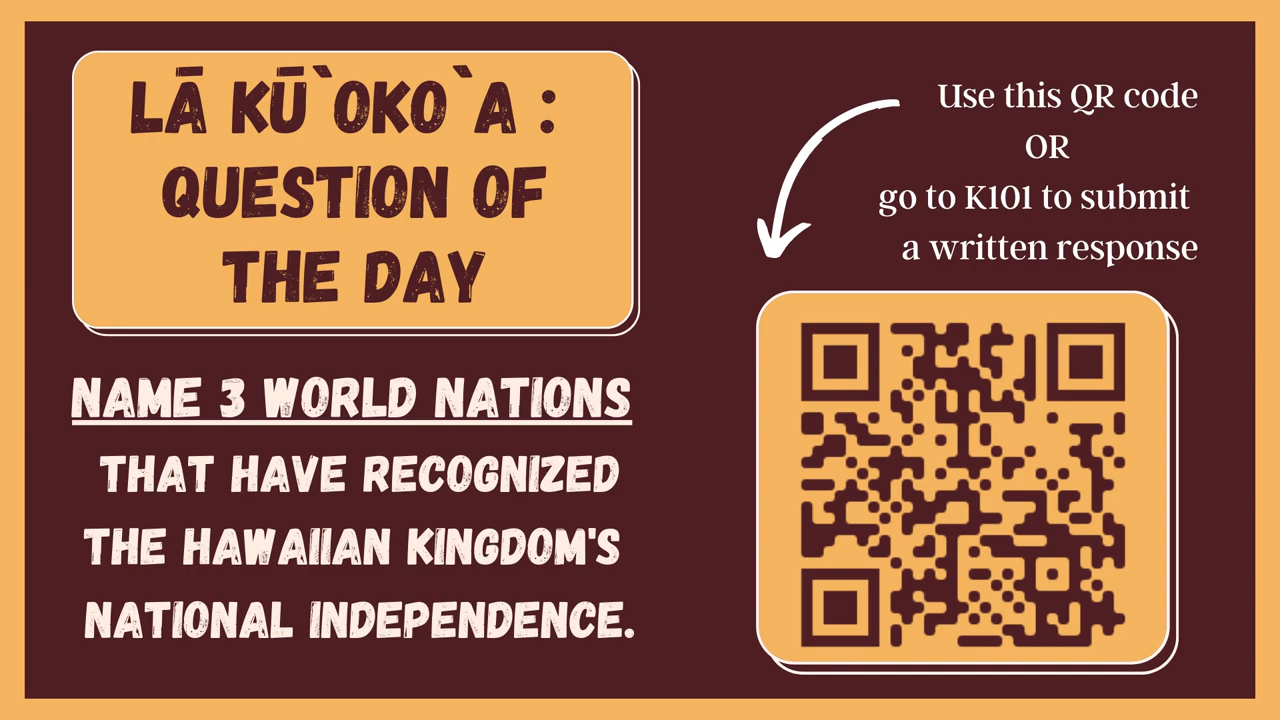 LĀ KŪ`OKO`A :
QUESTION OF
THE DAY
NAME 3 WORLD NATIONS
THAT HAVE RECOGNIZED
THE HAWAIIAN KINGDOM'S
NATIONAL INDEPENDENCE.
Use this QR code
OR
go to K101 to submit
a written response